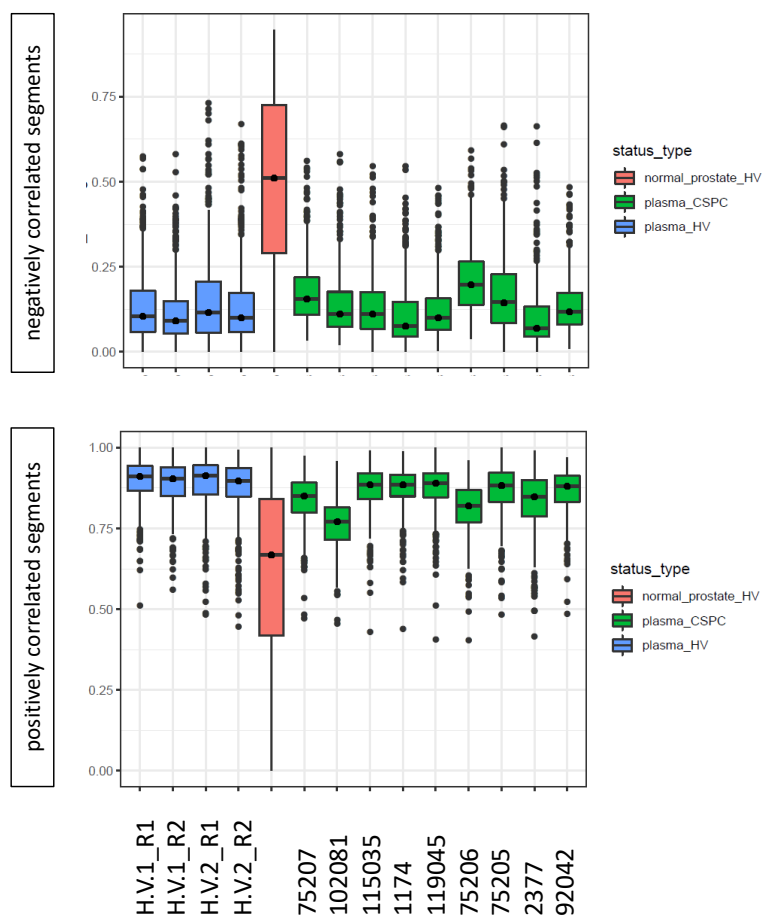 negatively correlated segments
0.75
0.50
0.25
0.00
status_type
normal_prostate_HV
plasma_CSPC
plasma_HV
positively correlated segments
1.00
0.75
0.50
0.25
0.00
status_type
normal_prostate_HV
plasma_CSPC
plasma_HV
H.V.1_R1
H.V.1_R2
H.V.2_R1
H.V.2_R2
75207
102081
115035
1174
119045
75206
75205
2377
92042